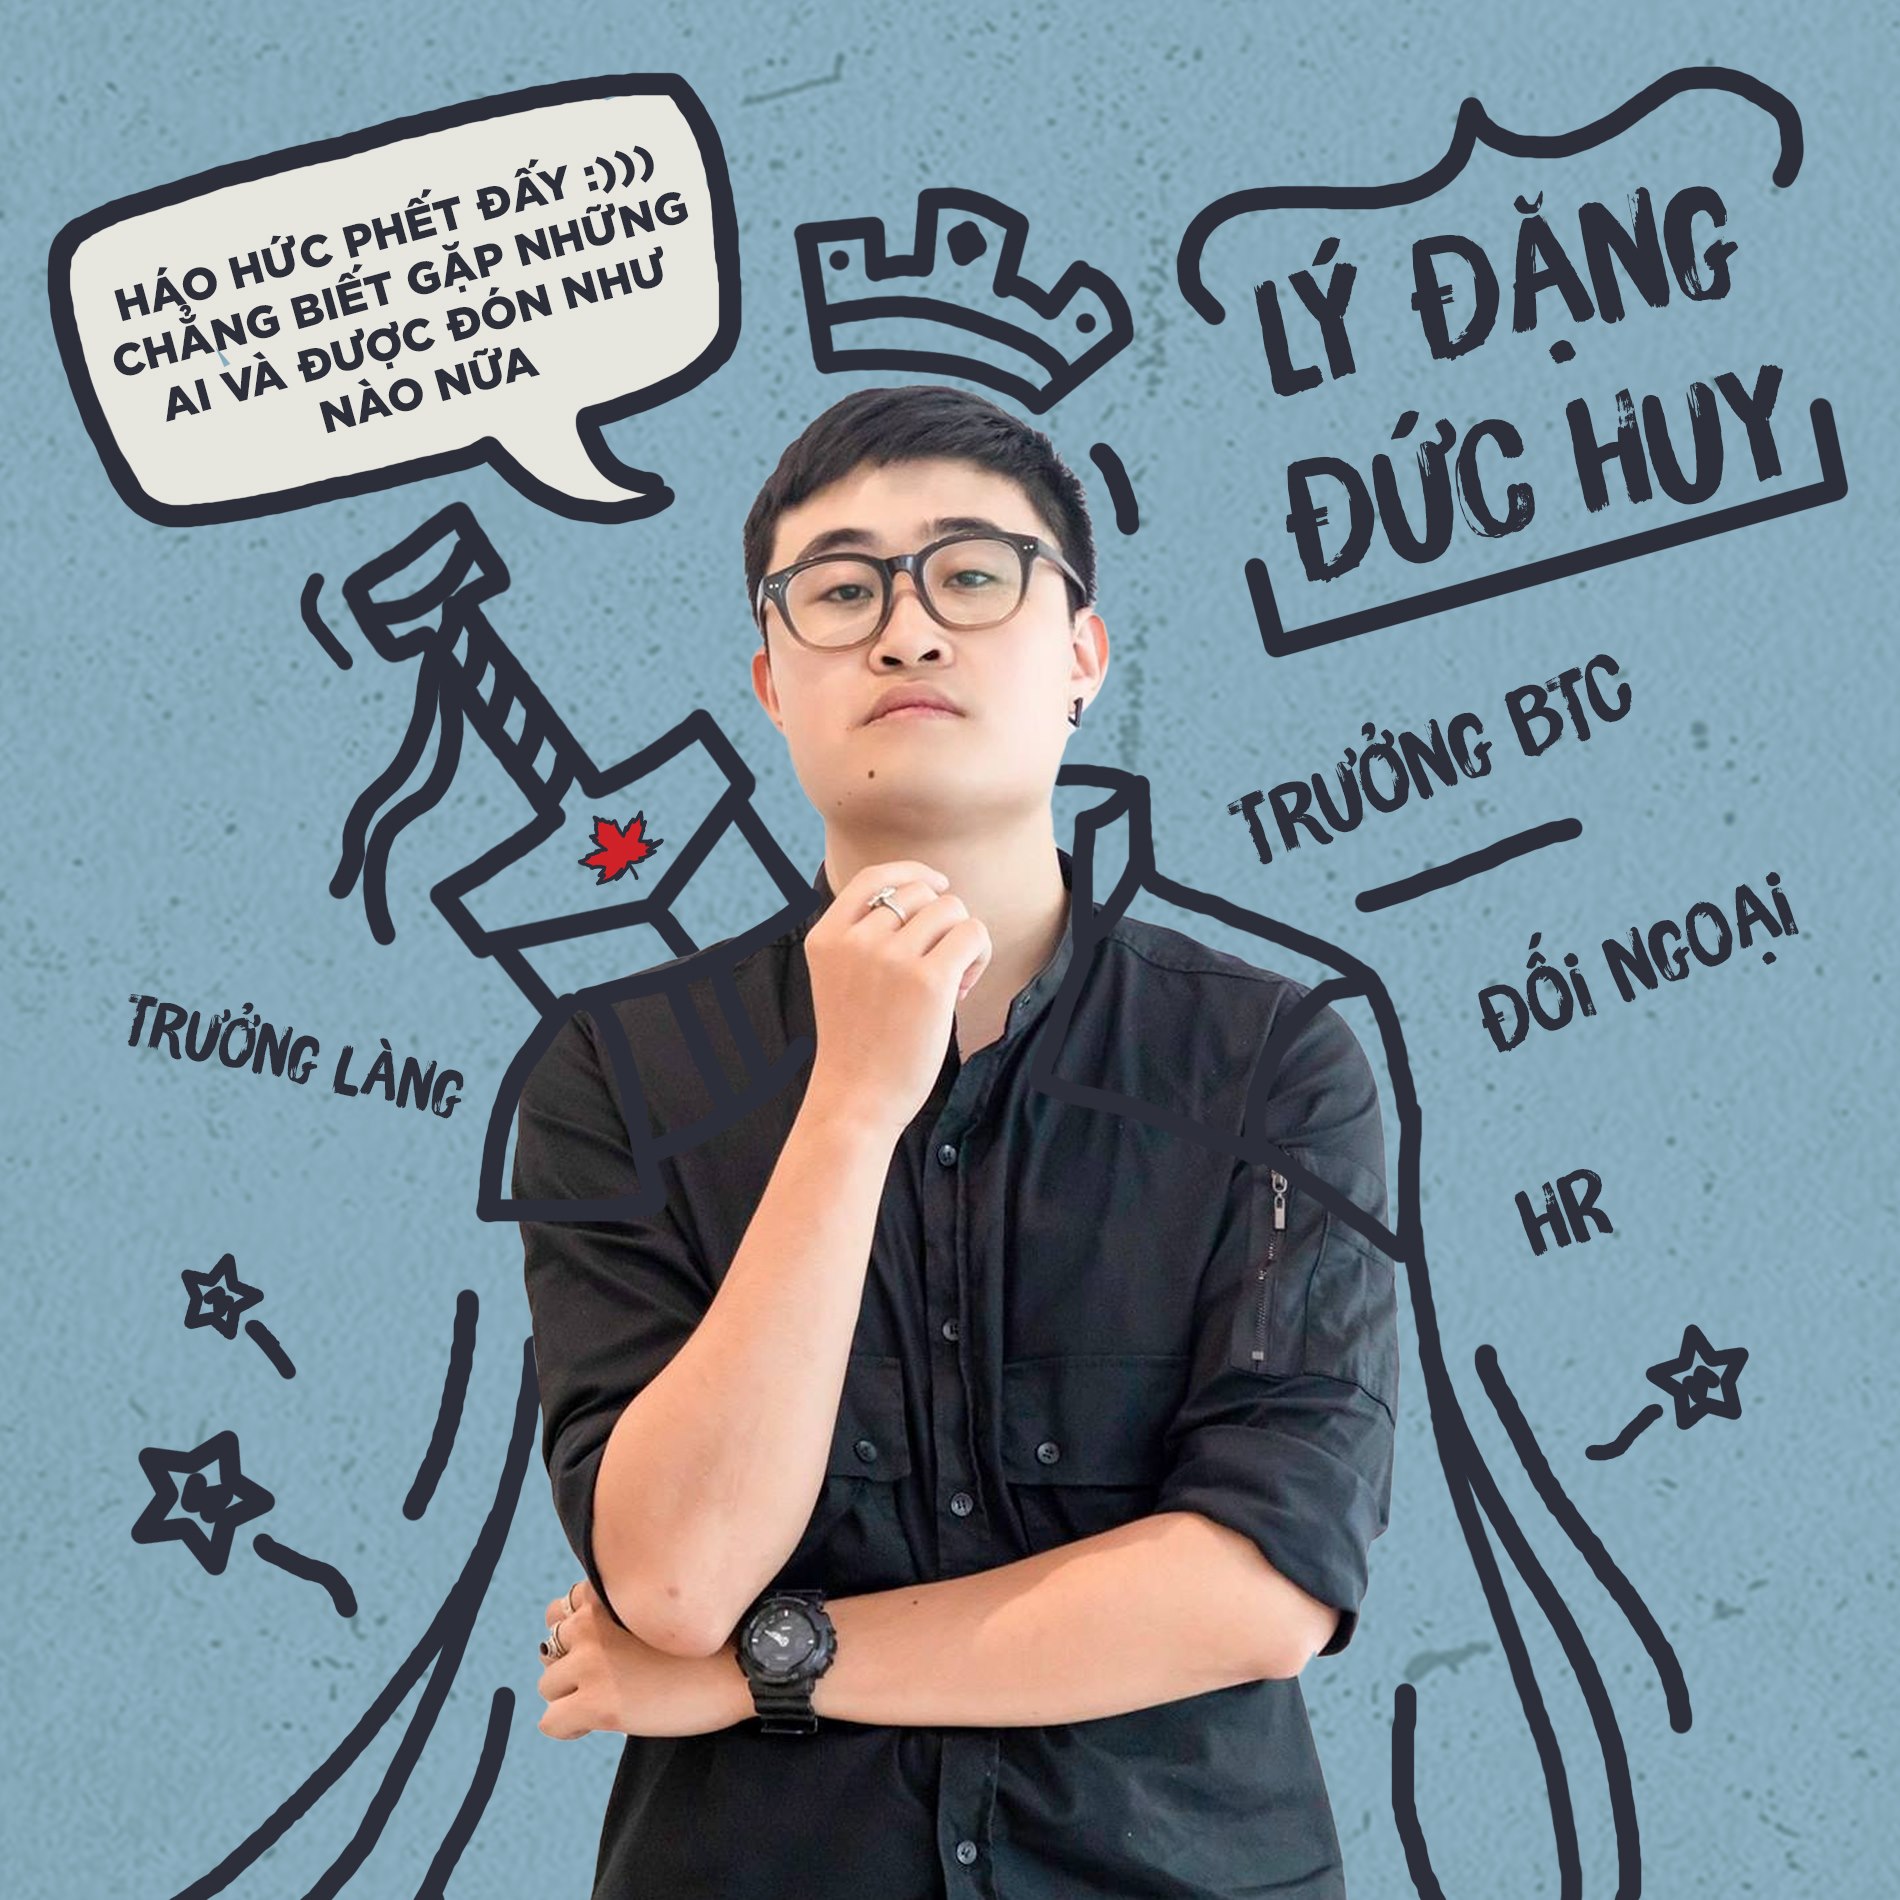 HÁO HỨC PHẾT ĐẤY :)))
CHẲNG BIẾT GẶP NHỮNG
AI VÀ ĐƯỢC ĐÓN NHƯ
NÀO NỮA
LÝ ĐẶNG
ĐỨC HUY
TRƯỞNG BTC
ĐỐI NGOẠI
HR
TRƯỞNG LÀNG